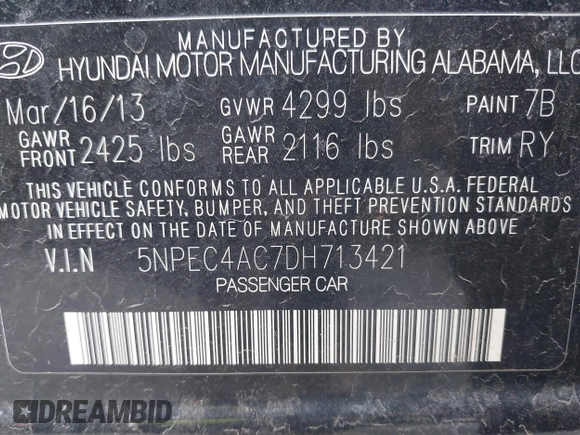 MANUFACTURED BY
HYUNDAI MOTOR MANUFACTURING ALABAMA, LLC
Mar/16/13 GVWR 4299 lbs PAINT 7B
GAWR FRONT 2425 lbs GAWR REAR 2116 lbs TRIM RY
THIS VEHICLE CONFORMS TO ALL APPLICABLE U.S.A. FEDERAL
MOTOR VEHICLE SAFETY, BUMPER, AND THEFT PREVENTION STANDARDS
IN EFFECT ON THE DATE OF MANUFACTURE SHOWN ABOVE
V.I.N 5NPEC4AC7DH713421
PASSENGER CAR
DREAMBID